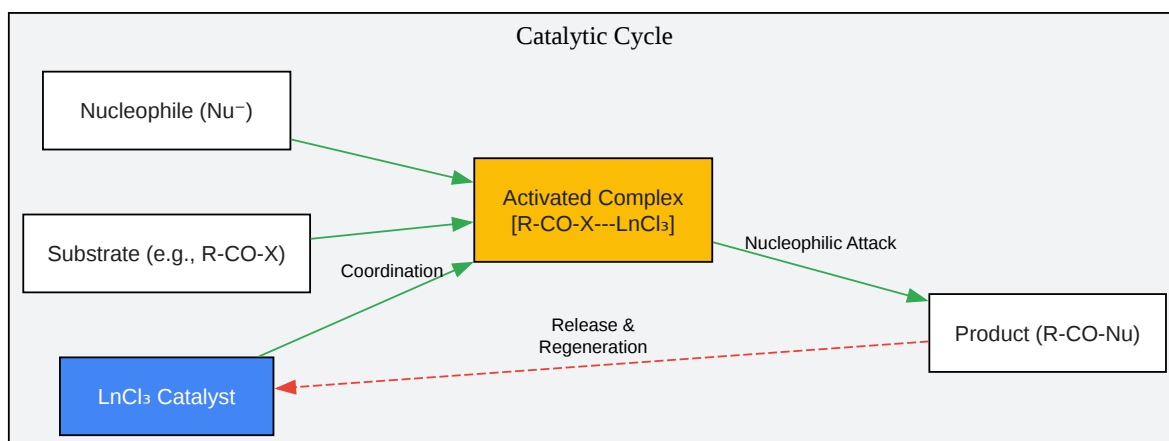 Catalytic Cycle
Nucleophile (Nu⁻)
Substrate (e.g., R-CO-X)
Activated Complex
[R-CO-X---LnCl₃]
Nucleophilic Attack
Coordination
Product (R-CO-Nu)
Release &
Regeneration
LnCl₃ Catalyst